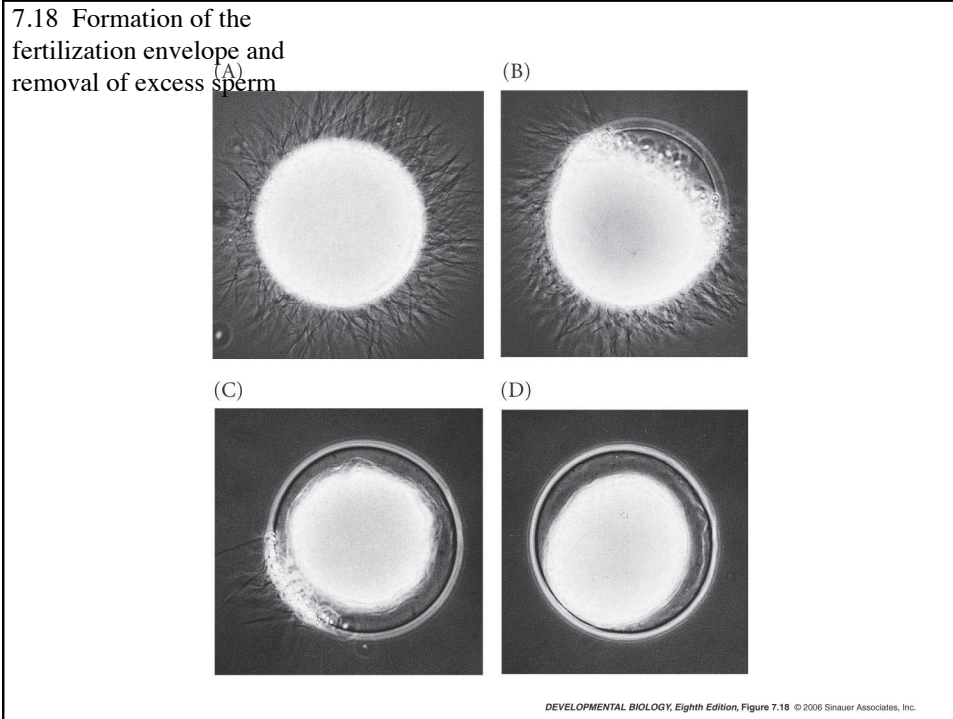 7.18 Formation of the
fertilization envelope and
removal of excess sperm
(A)
(B)
(C)
(D)
DEVELOPMENTAL BIOLOGY, Eighth Edition, Figure 7.18 © 2006 Sinauer Associates, Inc.